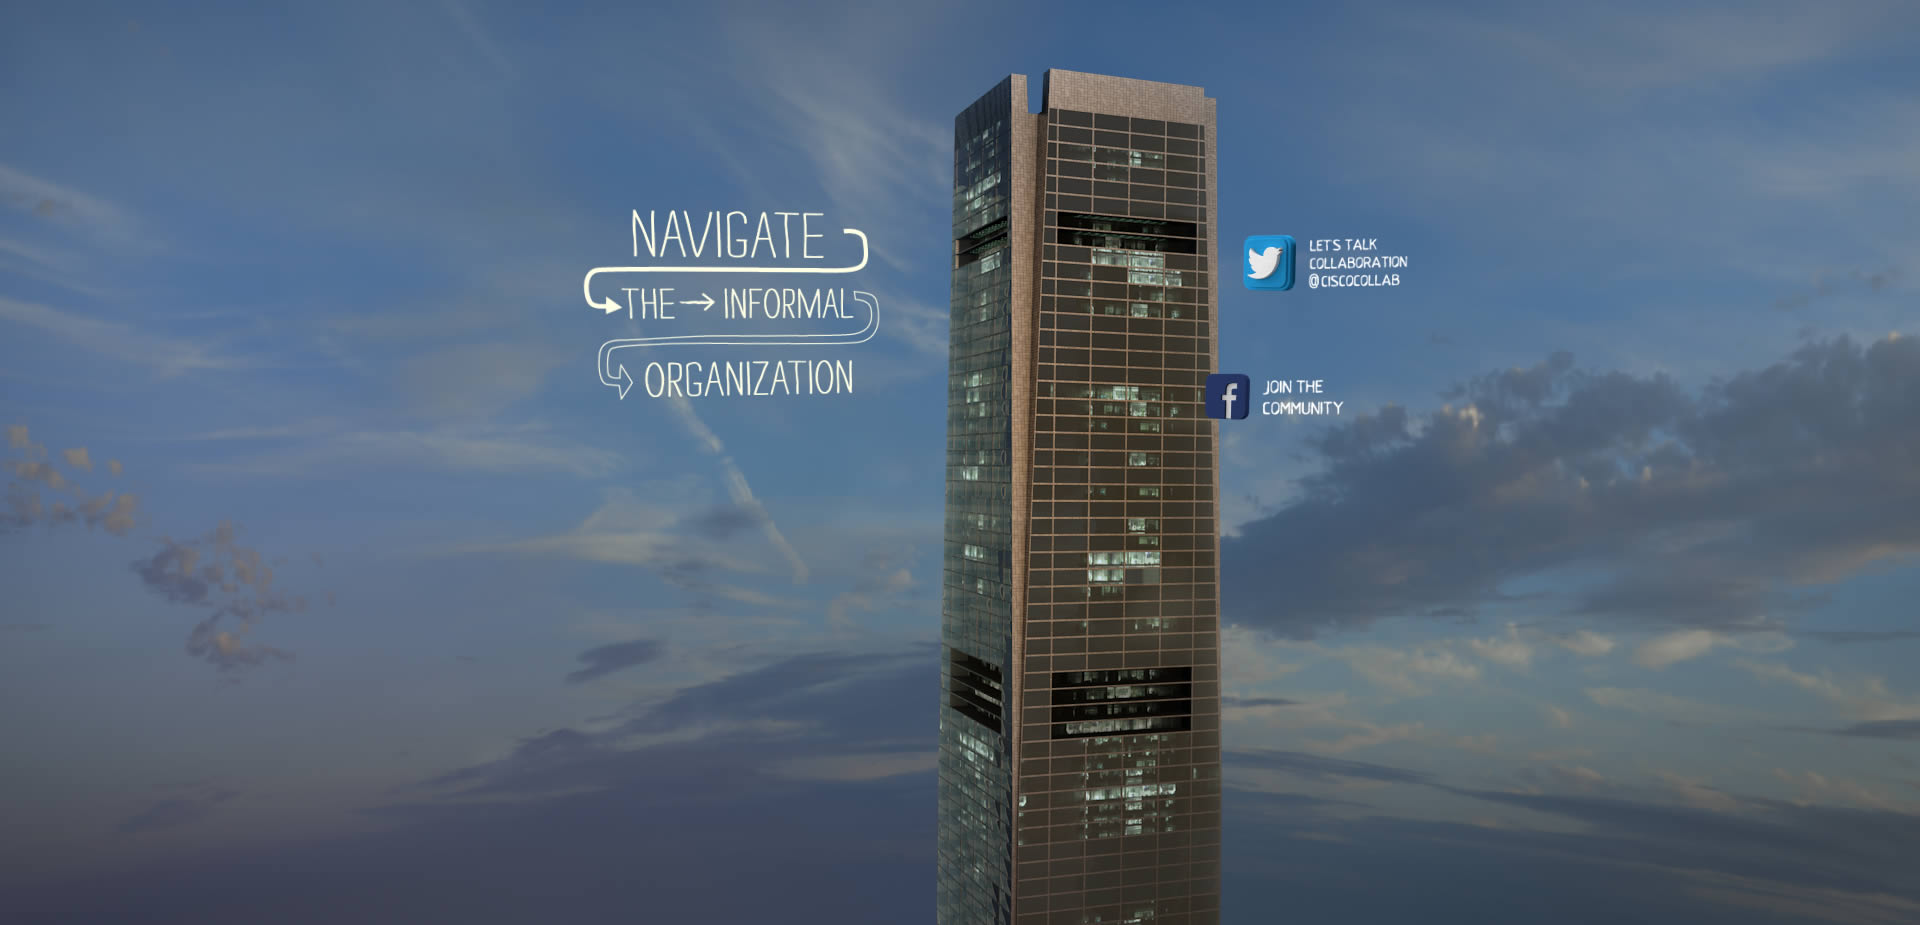 NAVIGATE
THE → INFORMAL
ORGANIZATION
LET'S TALK
COLLABORATION
@CISCOCOLLAB
JOIN THE
COMMUNITY